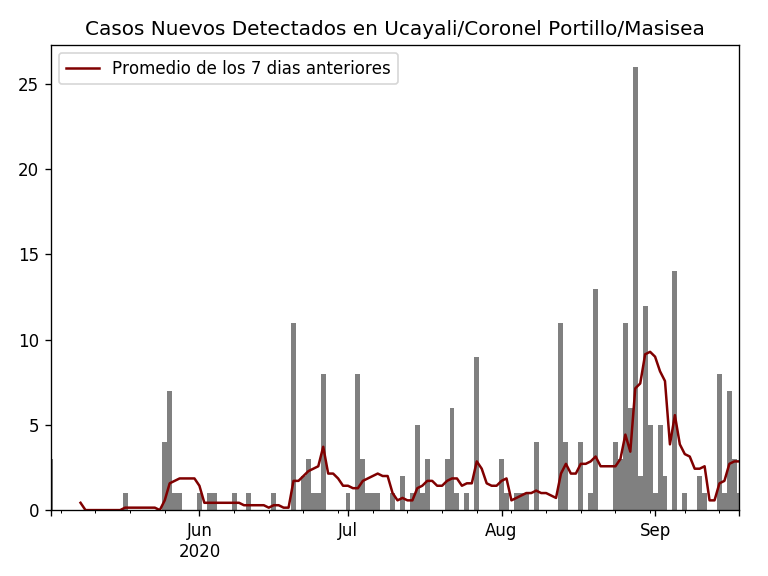 Casos Nuevos Detectados en Ucayali/Coronel Portillo/Masisea
Promedio de los 7 dias anteriores
25
20
15
10
5
0
Jun Jul Aug Sep
2020